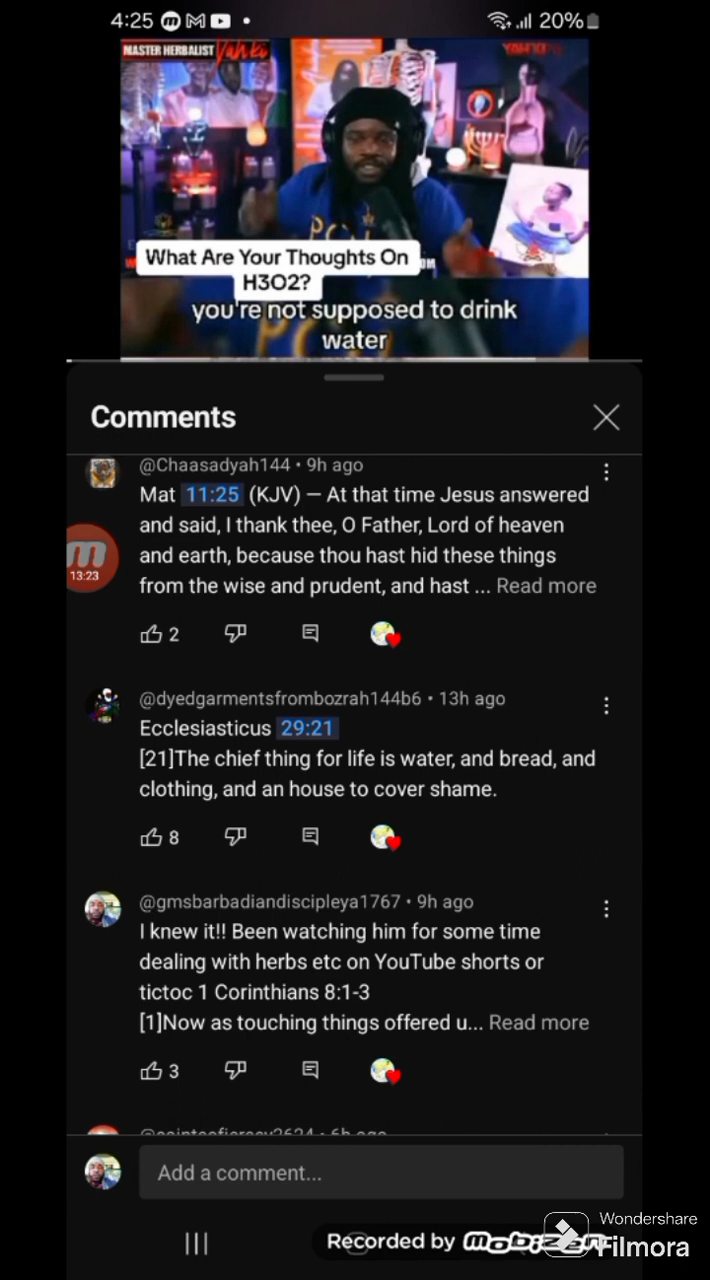 4:25
20%
MASTER HERBALIST Yahki
What Are Your Thoughts On
H3O2?
you're not supposed to drink
water
Comments
@Chaasadyah144 • 9h ago
Mat 11:25 (KJV) — At that time Jesus answered
and said, I thank thee, O Father, Lord of heaven
and earth, because thou hast hid these things
from the wise and prudent, and hast ... Read more
13:23
2
@dyedgarmentsfrombozrah144b6 • 13h ago
Ecclesiasticus 29:21
[21]The chief thing for life is water, and bread, and
clothing, and an house to cover shame.
8
@gmsbarbadiandiscipleya1767 • 9h ago
I knew it!! Been watching him for some time
dealing with herbs etc on YouTube shorts or
tictoc 1 Corinthians 8:1-3
[1]Now as touching things offered u... Read more
3
Add a comment...
Recorded by mobizen
Wondershare
Filmora